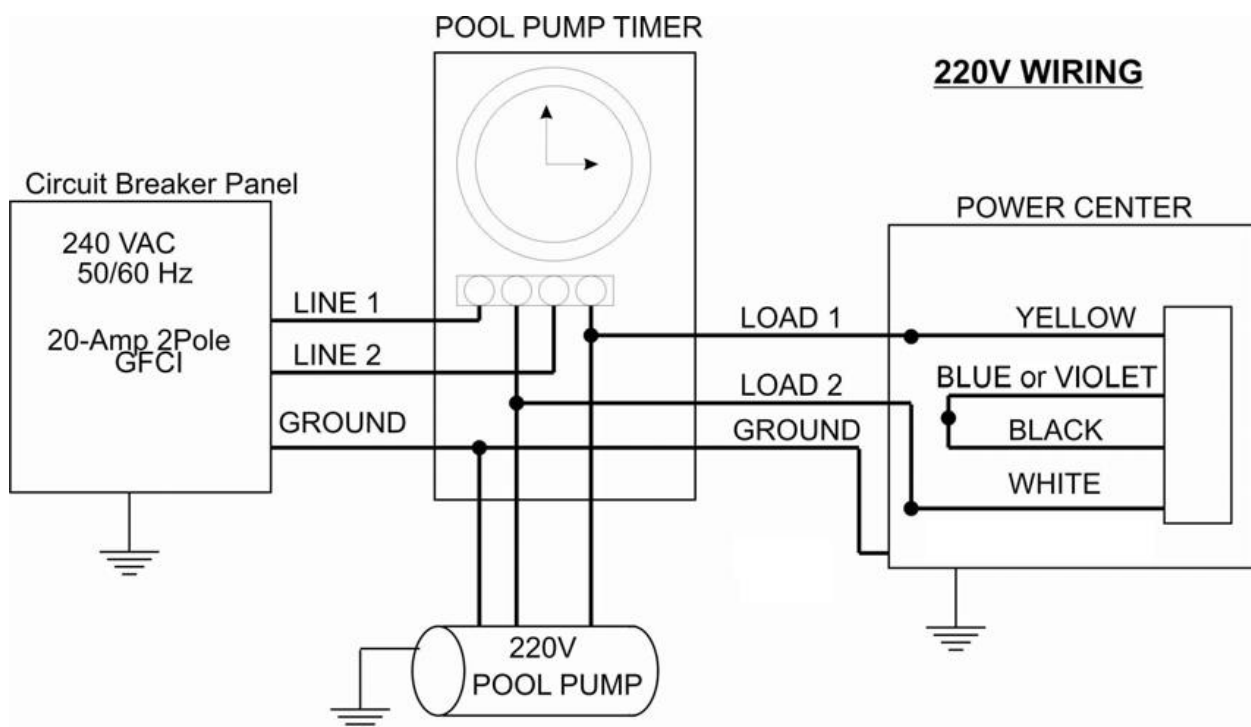 POOL PUMP TIMER
220V WIRING
Circuit Breaker Panel
240 VAC
50/60 Hz
20-Amp 2Pole
GFCI
LINE 1
LINE 2
GROUND
LOAD 1
LOAD 2
GROUND
POWER CENTER
YELLOW
BLUE or VIOLET
BLACK
WHITE
220V
POOL PUMP